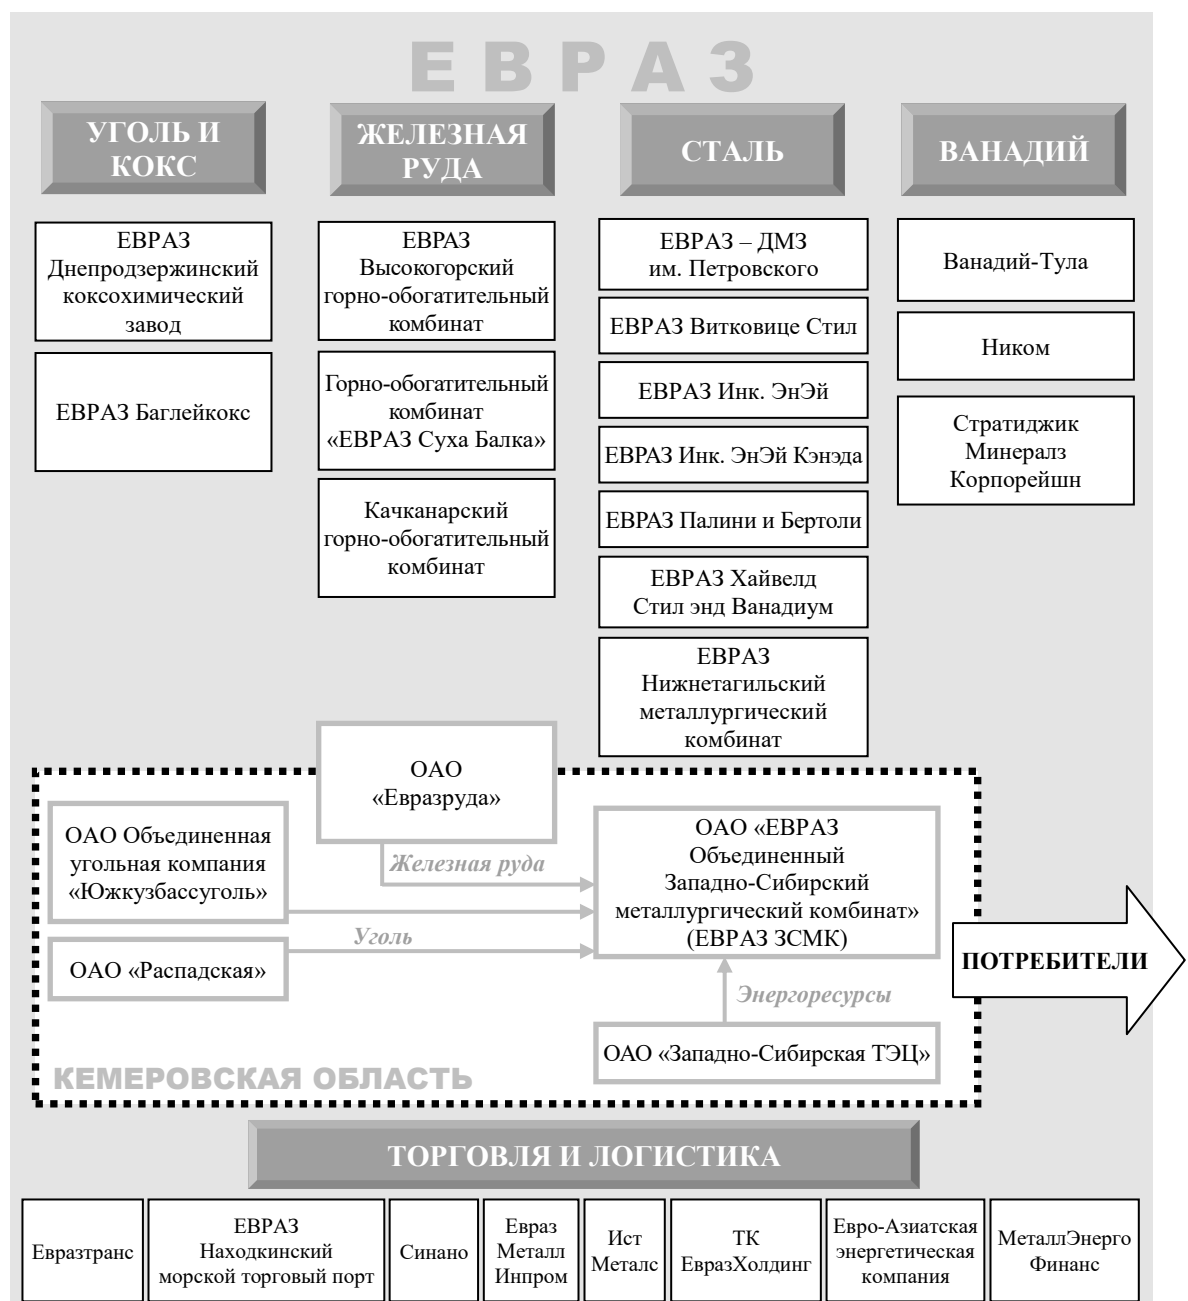 ЕВРАЗ
УГОЛЬ И
КОКС
ЖЕЛЕЗНАЯ
РУДА
СТАЛЬ
ВАНАДИЙ
ЕВРАЗ
Днепродзержинский
коксохимический
завод
ЕВРАЗ Баглейкокс
ЕВРАЗ
Высокогорский
горно-обогатительный
комбинат
Горно-обогатительный
комбинат
«ЕВРАЗ Суха Балка»
Качканарский
горно-обогатительный
комбинат
ЕВРАЗ – ДМЗ
им. Петровского
ЕВРАЗ Витковице Стил
ЕВРАЗ Инк. ЭнЭй
ЕВРАЗ Инк. ЭнЭй Кэнэда
ЕВРАЗ Палини и Бертоли
ЕВРАЗ Хайвелд
Стил энд Ванадиум
ЕВРАЗ
Нижнетагильский
металлургический
комбинат
Ванадий-Тула
Ником
Стратиджик
Минералз
Корпорейшн
ОАО
«Евразруда»
ОАО Объединенная
угольная компания
«Южкузбассуголь»
ОАО «Распадская»
Железная руда
Уголь
ОАО «ЕВРАЗ
Объединенный
Западно-Сибирский
металлургический комбинат»
(ЕВРАЗ ЗСМК)
Энергоресурсы
ОАО «Западно-Сибирская ТЭЦ»
ПОТРЕБИТЕЛИ
КЕМЕРОВСКАЯ ОБЛАСТЬ
ТОРГОВЛЯ И ЛОГИСТИКА
Евразтранс
ЕВРАЗ
Находкинский
морской торговый порт
Синано
Евраз
Металл
Инпром
Ист
Металс
ТК
ЕвразХолдинг
Евро-Азиатская
энергетическая
компания
МеталлЭнерго
Финанс